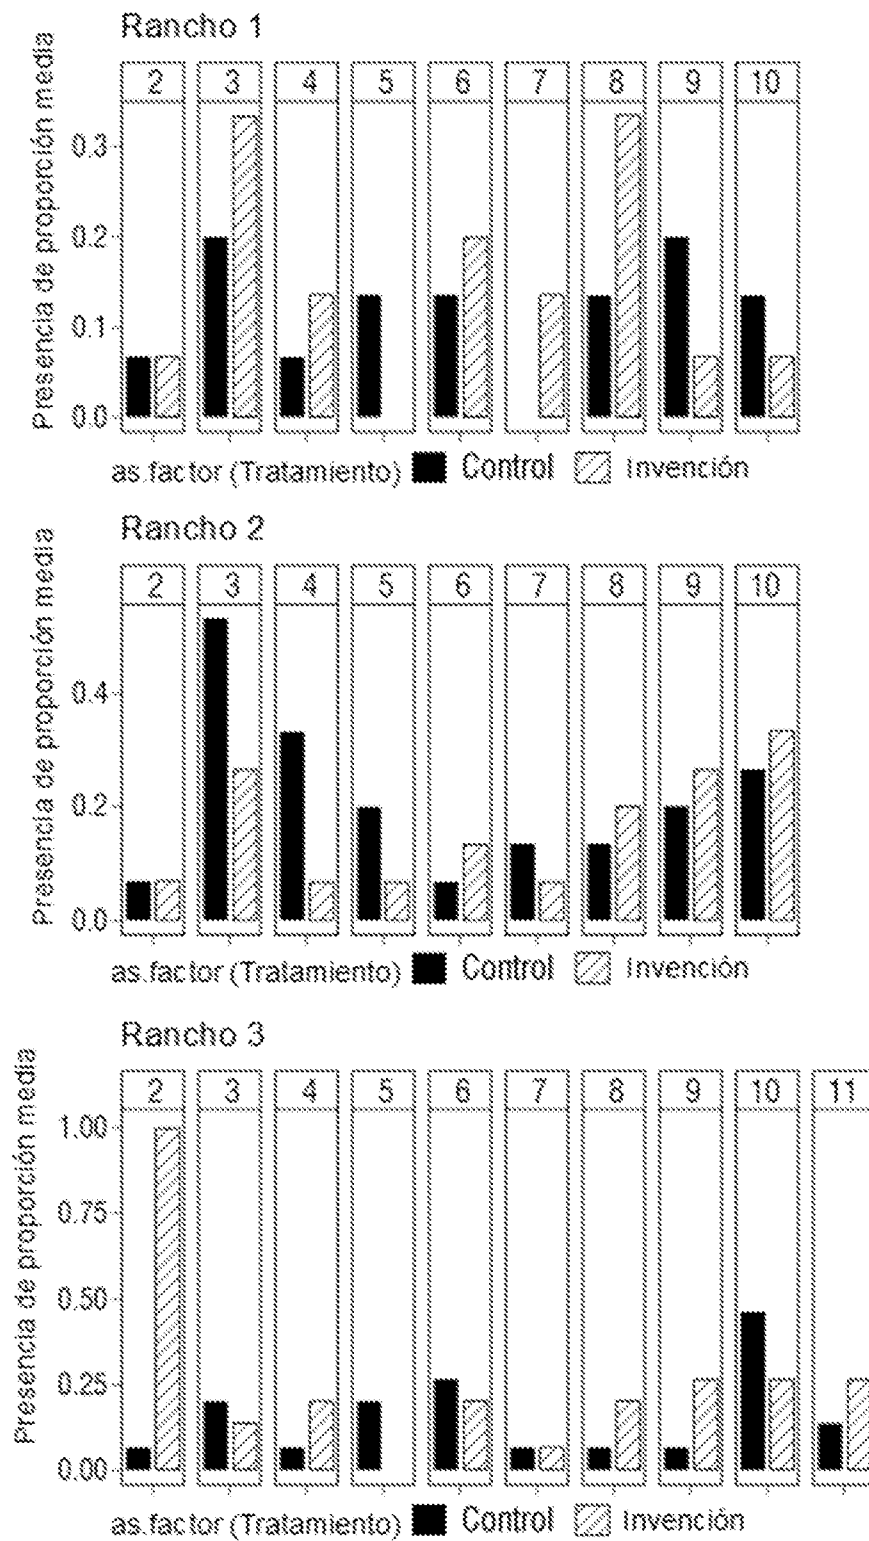 Rancho 1
Presencia de proporción media
2 3 4 5 6 7 8 9 10
0.3
0.2
0.1
0.0
as.factor (Tratamiento) Control Invención
Rancho 2
Presencia de proporción media
2 3 4 5 6 7 8 9 10
0.4
0.2
0.0
as.factor (Tratamiento) Control Invención
Rancho 3
Presencia de proporción media
2 3 4 5 6 7 8 9 10 11
1.00
0.75
0.50
0.25
0.00
as.factor (Tratamiento) Control Invención